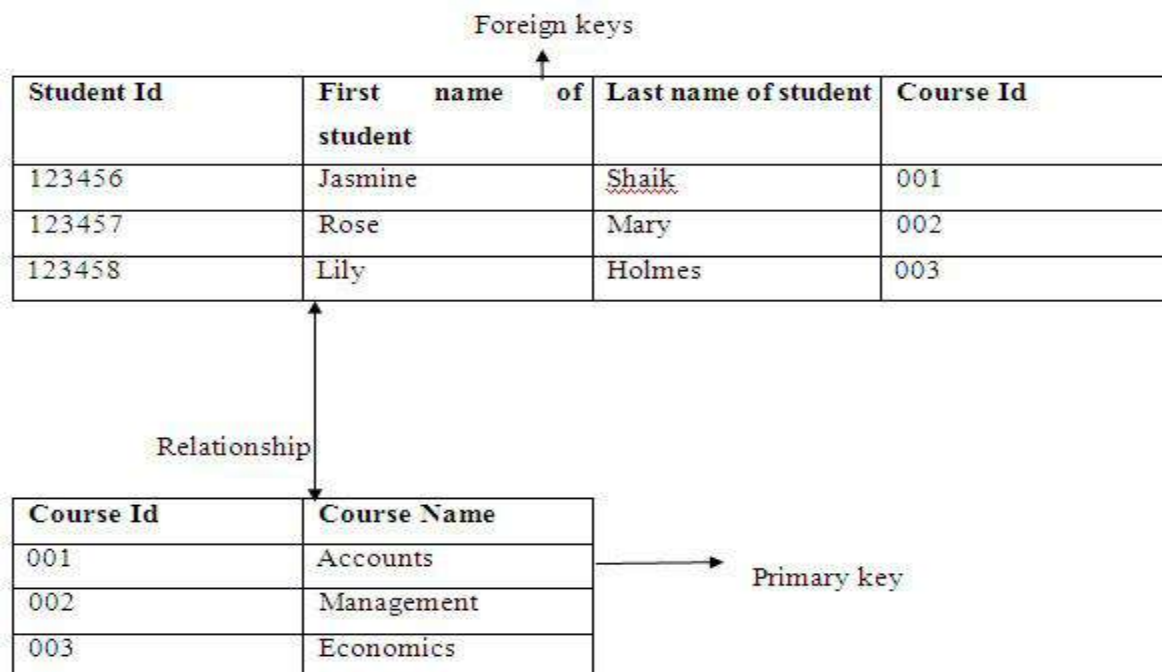 Foreign keys
Student Id First name of Last name of student Course Id
student
123456 Jasmine Shaik 001
123457 Rose Mary 002
123458 Lily Holmes 003
Relationship
Course Id Course Name
001 Accounts
Primary key
002 Management
003 Economics